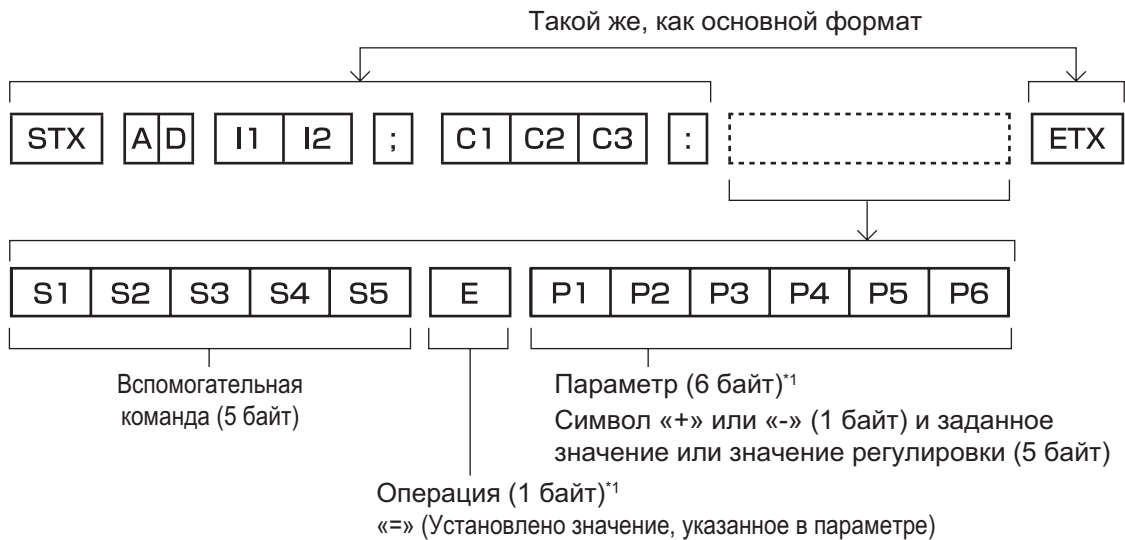 Такой же, как основной формат
STX A D I1 I2 ; C1 C2 C3 : ETX
S1 S2 S3 S4 S5 E P1 P2 P3 P4 P5 P6
Вспомогательная
команда (5 байт)
Параметр (6 байт)*1
Символ «+» или «-» (1 байт) и заданное
значение или значение регулировки (5 байт)
Операция (1 байт)*1
«=» (Установлено значение, указанное в параметре)